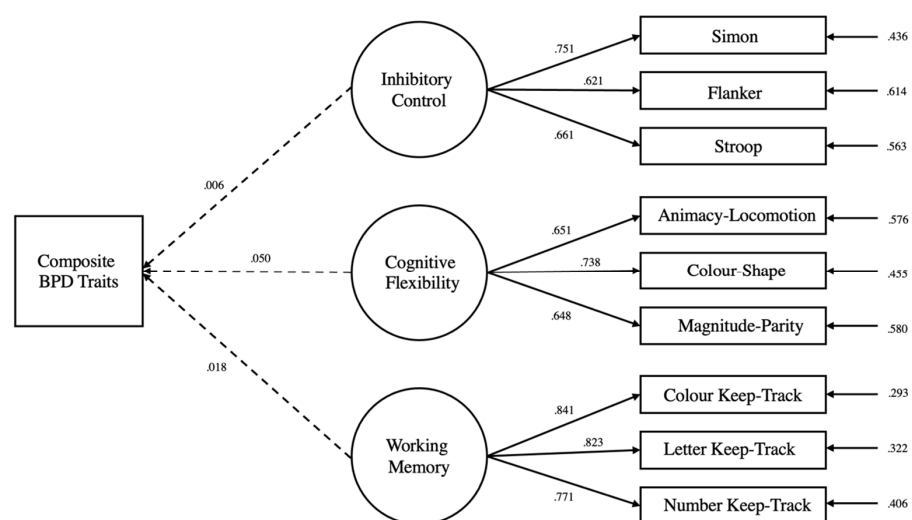 Simon
.436
.751
Inhibitory
Control
.621
Flanker
.614
.661
Stroop
.563
.006
Animacy-Locomotion
.576
.651
Composite
BPD Traits
.050
Cognitive
Flexibility
.738
Colour-Shape
.455
.648
Magnitude-Parity
.580
.018
Colour Keep-Track
.293
.841
Working
Memory
.823
Letter Keep-Track
.322
.771
Number Keep-Track
.406